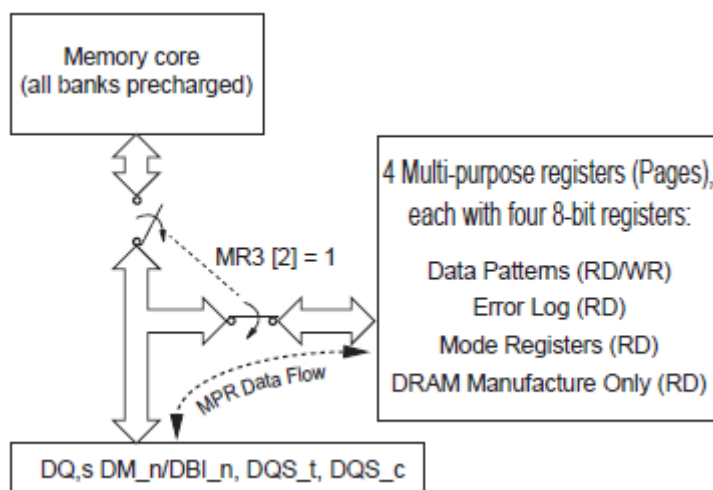 Memory core
(all banks precharged)
4 Multi-purpose registers (Pages),
each with four 8-bit registers:
Data Patterns (RD/WR)
Error Log (RD)
Mode Registers (RD)
DRAM Manufacture Only (RD)
MR3 [2] = 1
MPR Data Flow
DQ,s DM_n/DBI_n, DQS_t, DQS_c